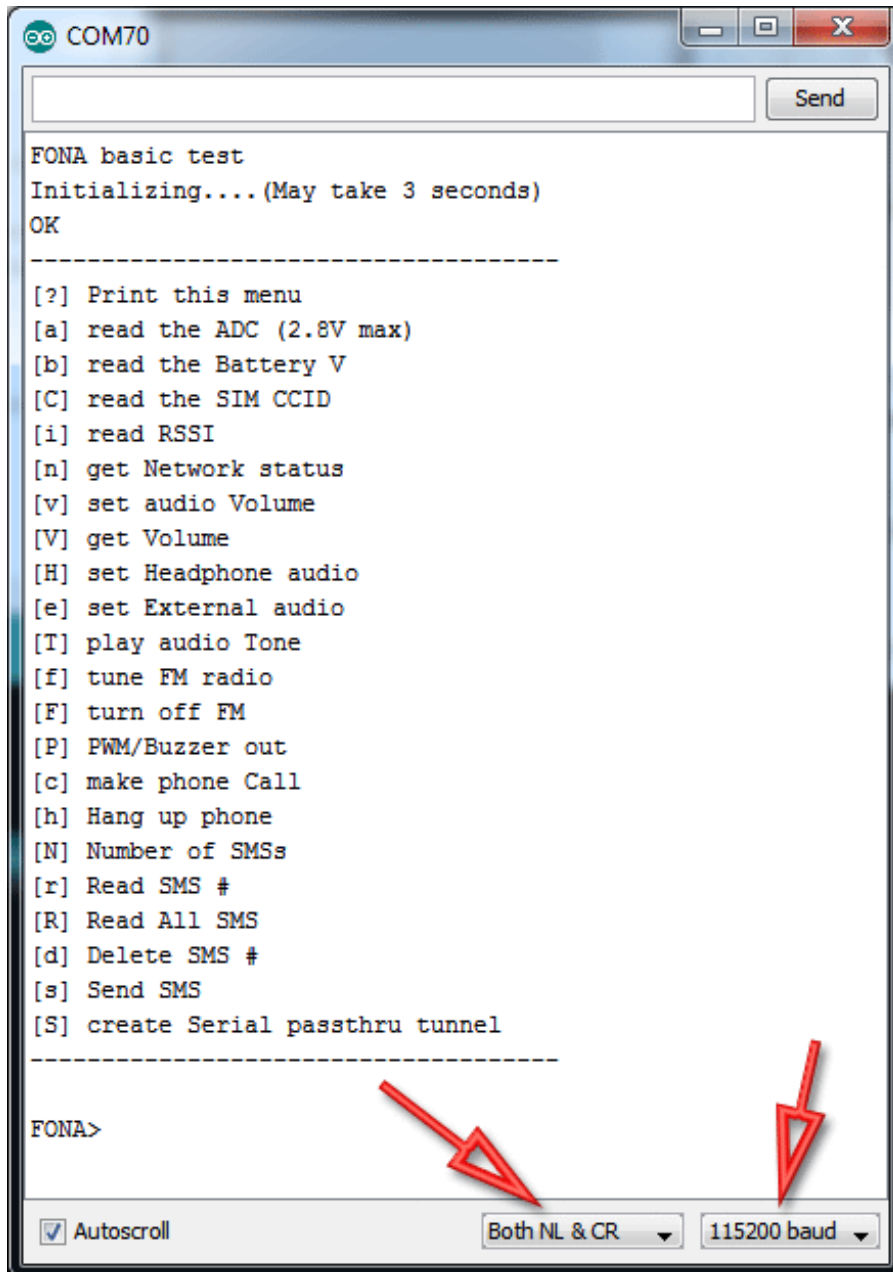 COM70
Send
FONA basic test
Initializing....(May take 3 seconds)
OK
-------------------------------------
[?] Print this menu
[a] read the ADC (2.8V max)
[b] read the Battery V
[C] read the SIM CCID
[i] read RSSI
[n] get Network status
[v] set audio Volume
[V] get Volume
[H] set Headphone audio
[e] set External audio
[T] play audio Tone
[f] tune FM radio
[F] turn off FM
[P] PWM/Buzzer out
[c] make phone Call
[h] Hang up phone
[N] Number of SMSs
[r] Read SMS #
[R] Read All SMS
[d] Delete SMS #
[s] Send SMS
[S] create Serial passthru tunnel
-------------------------------------
FONA>
Autoscroll Both NL & CR 115200 baud